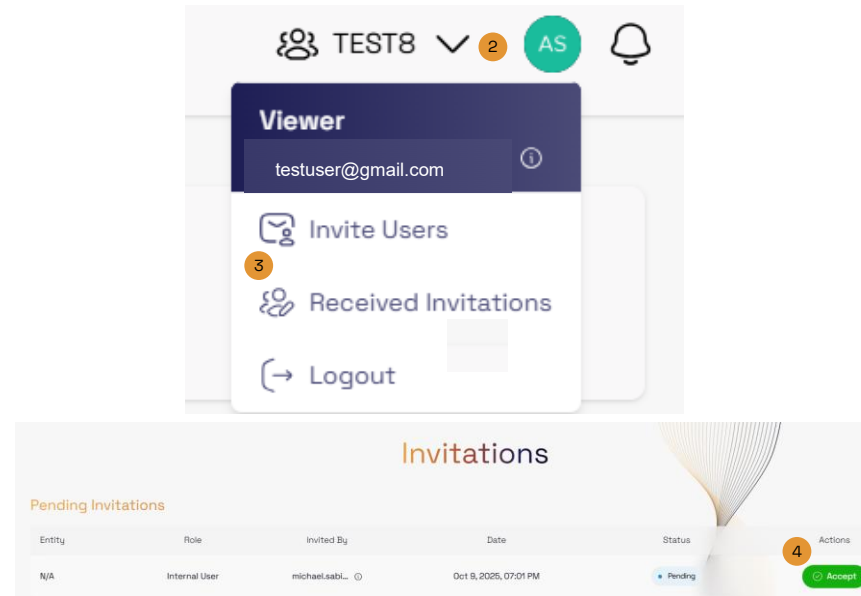 TEST8 2 AS
Viewer
testuser@gmail.com
Invite Users
3
Received Invitations
Logout
Invitations
Pending Invitations
Entity Role Invited By Date Status Actions
4
N/A Internal User michael.sabi... Oct 9, 2025, 07:01 PM Pending Accept